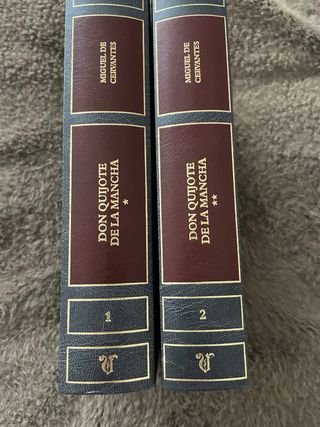 MIGUEL DE
CERVANTES
DON QUIJOTE
DE LA MANCHA
*
1
MIGUEL DE
CERVANTES
DON QUIJOTE
DE LA MANCHA
**
2